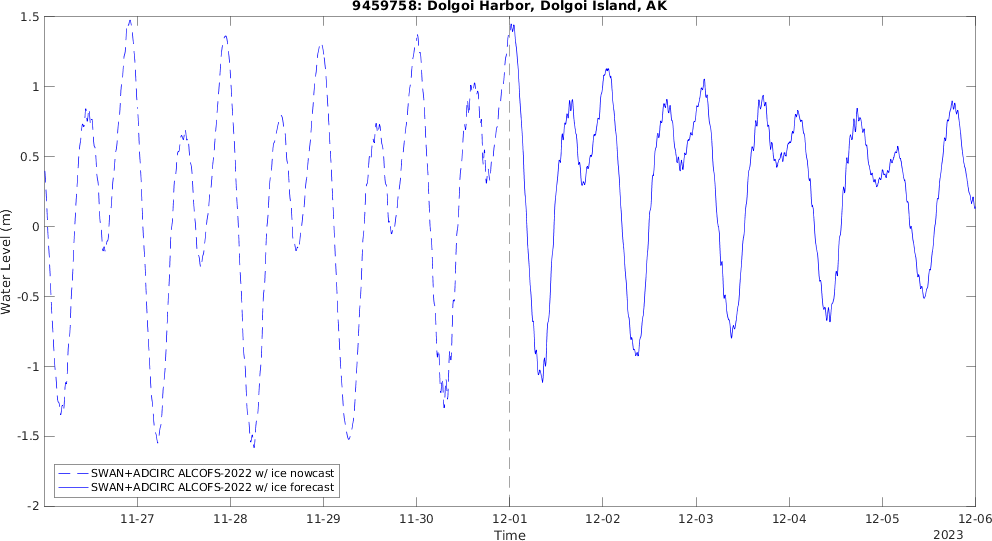 9459758: Dolgoi Harbor, Dolgoi Island, AK
1.5
1
0.5
0
-0.5
-1
-1.5
-2
Water Level (m)
SWAN+ADCIRC ALCOFS-2022 w/ ice nowcast
SWAN+ADCIRC ALCOFS-2022 w/ ice forecast
11-27 11-28 11-29 11-30 12-01 12-02 12-03 12-04 12-05 12-06
Time
2023